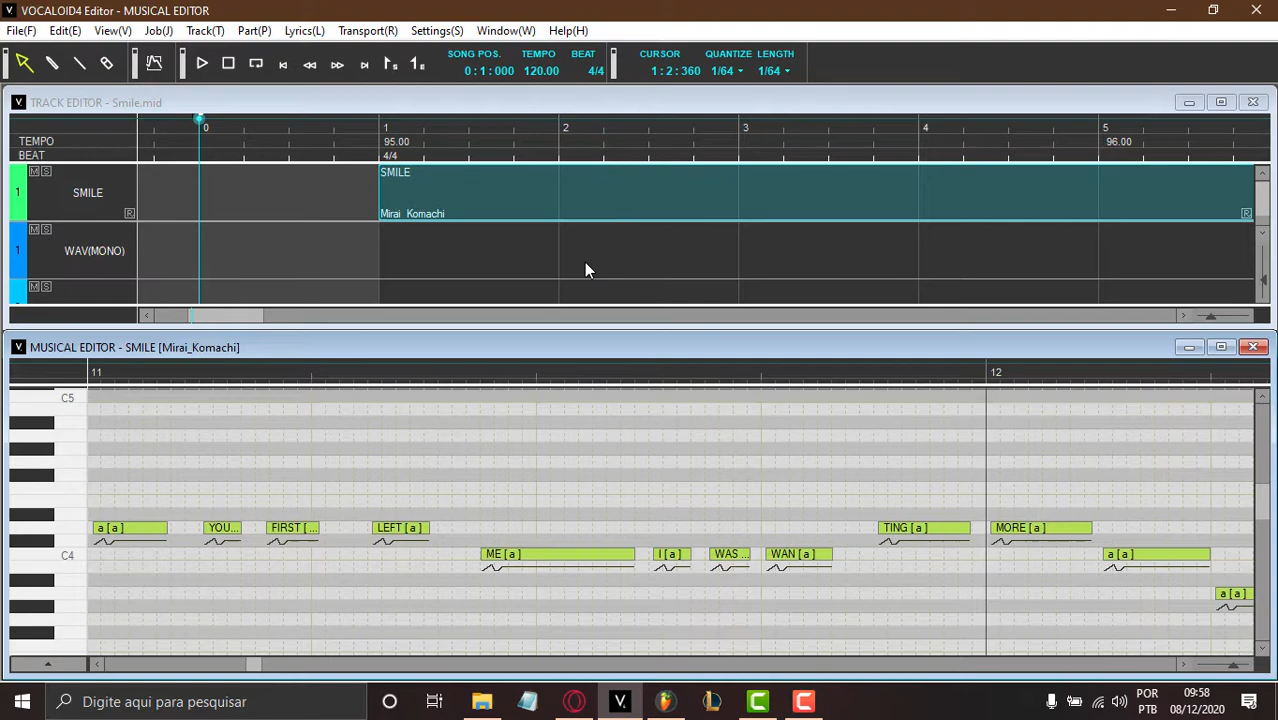 VOCALOID4 Editor - MUSICAL EDITOR
File(F) Edit(E) View(V) Job(J) Track(T) Part(P) Lyrics(L) Transport(R) Settings(S) Window(W) Help(H)
SONG POS. TEMPO BEAT CURSOR QUANTIZE LENGTH
0:1:000 120.00 4/4 1:2:360 1/64 1/64
TRACK EDITOR - Smile.mid
0 1 2 3 4 5
TEMPO 95.00 96.00
BEAT 4/4
M S SMILE
1 SMILE
R Mirai_Komachi R
M S
1 WAV(MONO)
M S
MUSICAL EDITOR - SMILE [Mirai_Komachi]
11 12
C5
a [ a ] YOU... FIRST [ ... LEFT [ a ] TING [ a ] MORE [ a ]
C4 ME [ a ] I [ a ] WAS ... WAN [ a ] a [ a ]
a [ a ]
Digite aqui para pesquisar
POR 09:58
PTB 08/12/2020